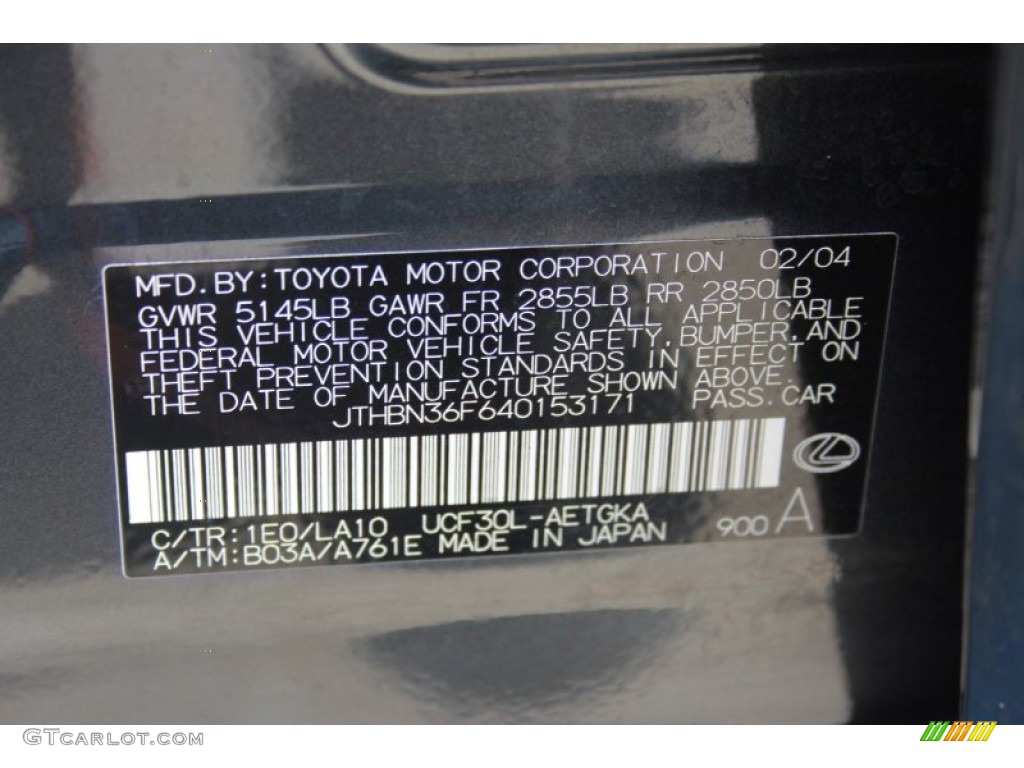 MFD. BY: TOYOTA MOTOR CORPORATION 02/04
GVWR 5145LB GAWR FR 2855LB RR 2850LB
THIS VEHICLE CONFORMS TO ALL APPLICABLE
FEDERAL MOTOR VEHICLE SAFETY, BUMPER, AND
THEFT PREVENTION STANDARDS IN EFFECT ON
THE DATE OF MANUFACTURE SHOWN ABOVE.
JTHBN36F640153171 PASS. CAR
C/TR: 1E0/LA10 UCF30L-AETGKA
A/TM: B03A/A761E MADE IN JAPAN 900 A
GTCarLot.com